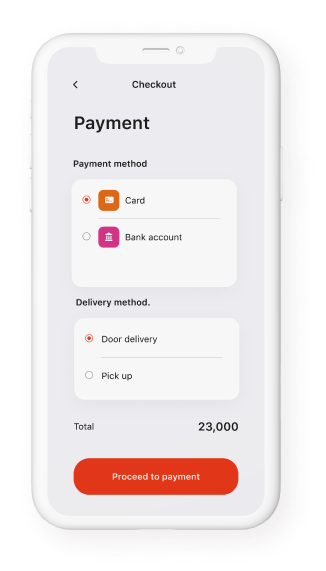 Checkout
Payment
Payment method
Card
Bank account
Delivery method.
Door delivery
Pick up
Total 23,000
Proceed to payment